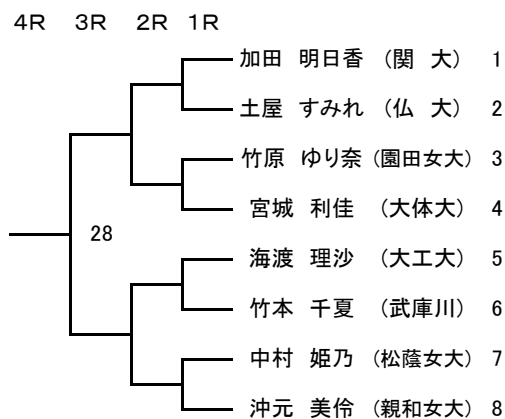 4R 3R 2R 1R
加田 明日香 (関 大) 1
土屋 すみれ (仏 大) 2
竹原 ゆり奈 (園田女大) 3
宮城 利佳 (大体大) 4
28
海渡 理沙 (大工大) 5
竹本 千夏 (武庫川) 6
中村 姫乃 (松蔭女大) 7
沖元 美伶 (親和女大) 8